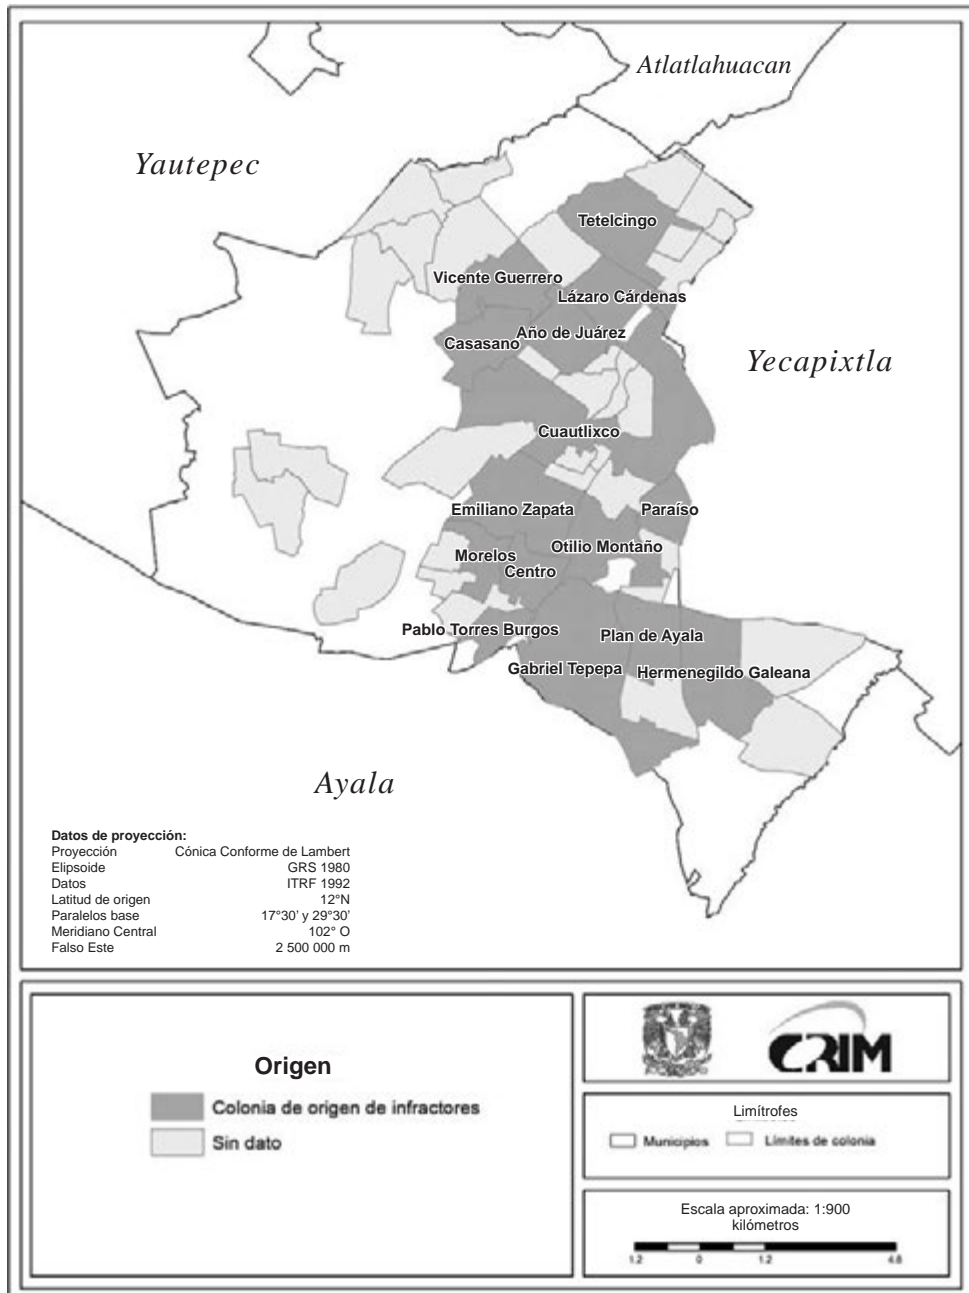 Atlatlahuacan
Yautepec
Tetelcingo
Vicente Guerrero
Lázaro Cárdenas
Año de Juárez
Casasano
Yecapixtla
Cuautlixco
Emiliano Zapata
Paraíso
Otilio Montaño
Morelos
Centro
Pablo Torres Burgos
Plan de Ayala
Gabriel Tepepa
Hermenegildo Galeana
Ayala
Datos de proyección:
Proyección Cónica Conforme de Lambert
Elipsoide GRS 1980
Datos ITRF 1992
Latitud de origen 12°N
Paralelos base 17°30' y 29°30'
Meridiano Central 102° O
Falso Este 2 500 000 m
Origen
Colonia de origen de infractores
Sin dato
CRIM
Limítrofes
Municipios Límites de colonia
Escala aproximada: 1:900
kilómetros
1.2 0 1.2 4.8